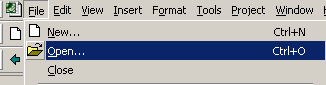 File Edit View Insert Format Tools Project Window
New... Ctrl+N
Open... Ctrl+O
Close